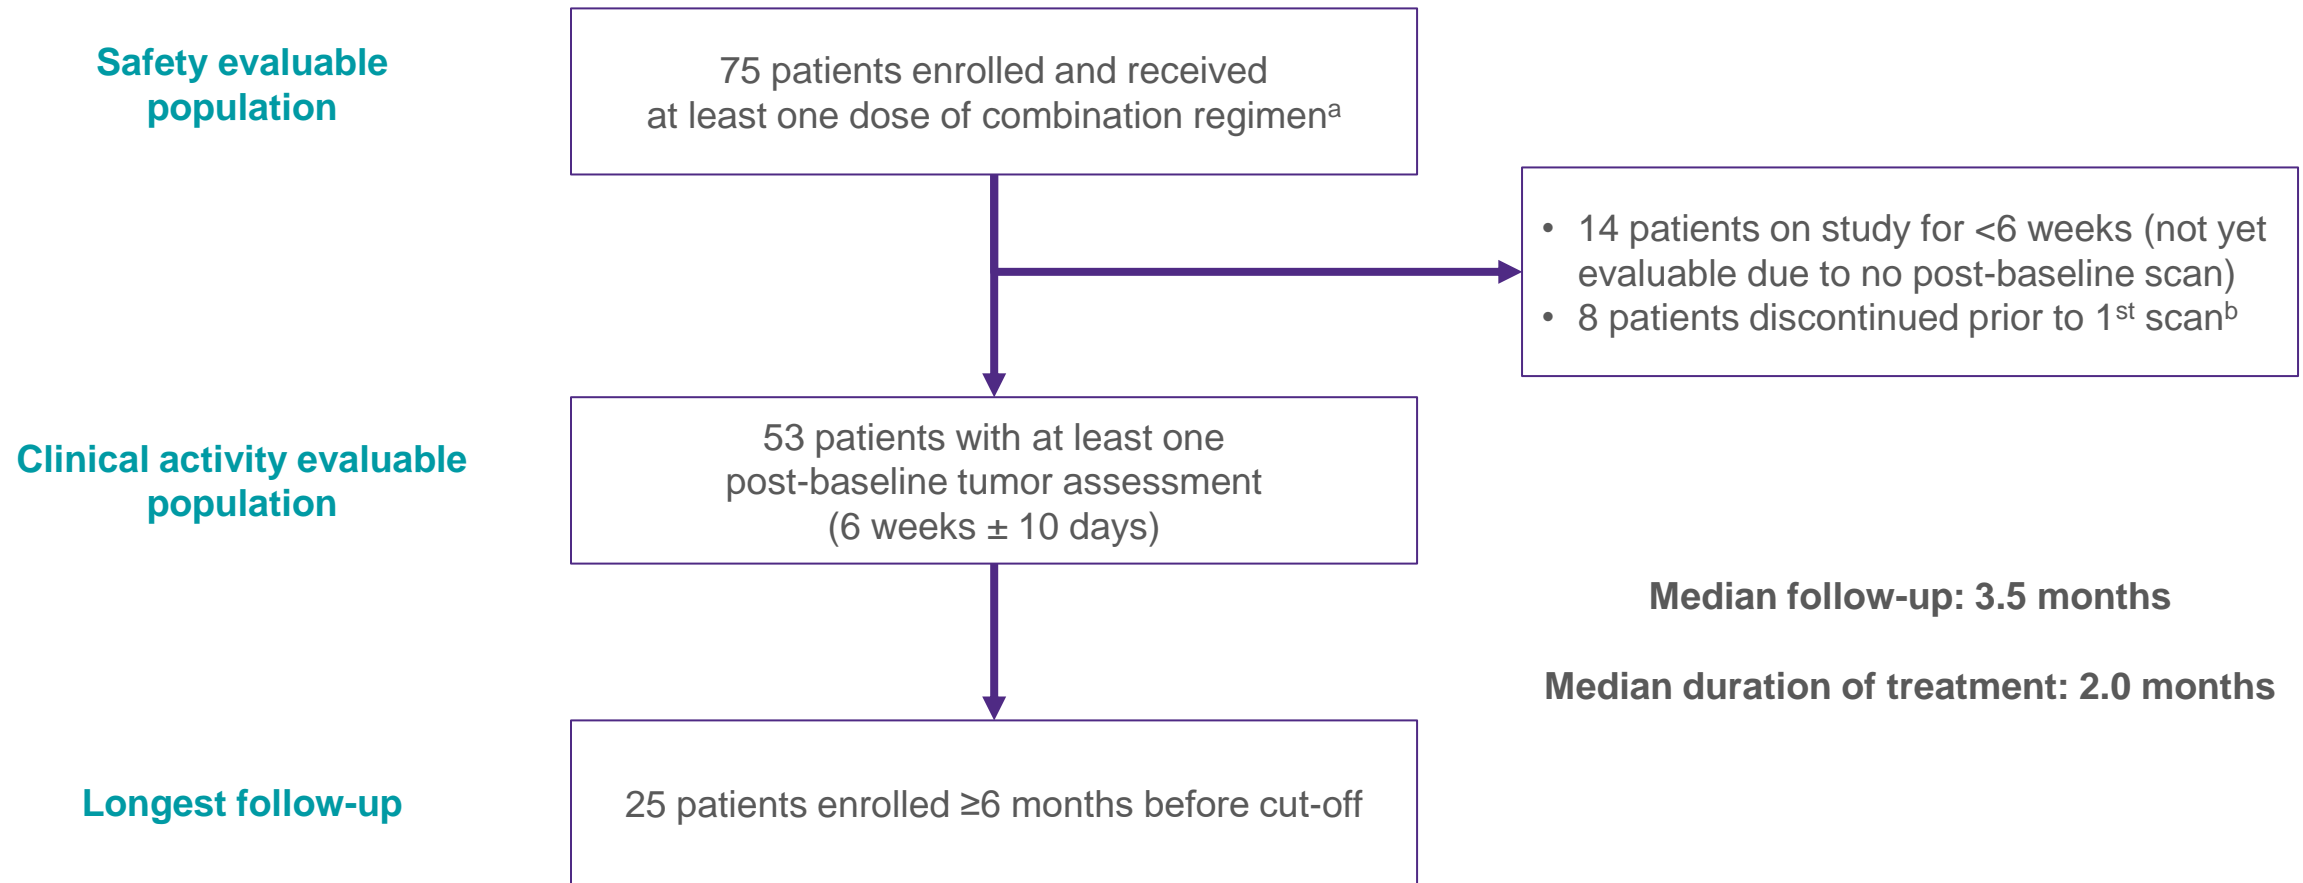 Safety evaluable
population
75 patients enrolled and received
at least one dose of combination regimenᵃ
• 14 patients on study for <6 weeks (not yet
evaluable due to no post-baseline scan)
• 8 patients discontinued prior to 1ˢᵗ scanᵇ
Clinical activity evaluable
population
53 patients with at least one
post-baseline tumor assessment
(6 weeks ± 10 days)
Median follow-up: 3.5 months
Median duration of treatment: 2.0 months
Longest follow-up
25 patients enrolled ≥6 months before cut-off